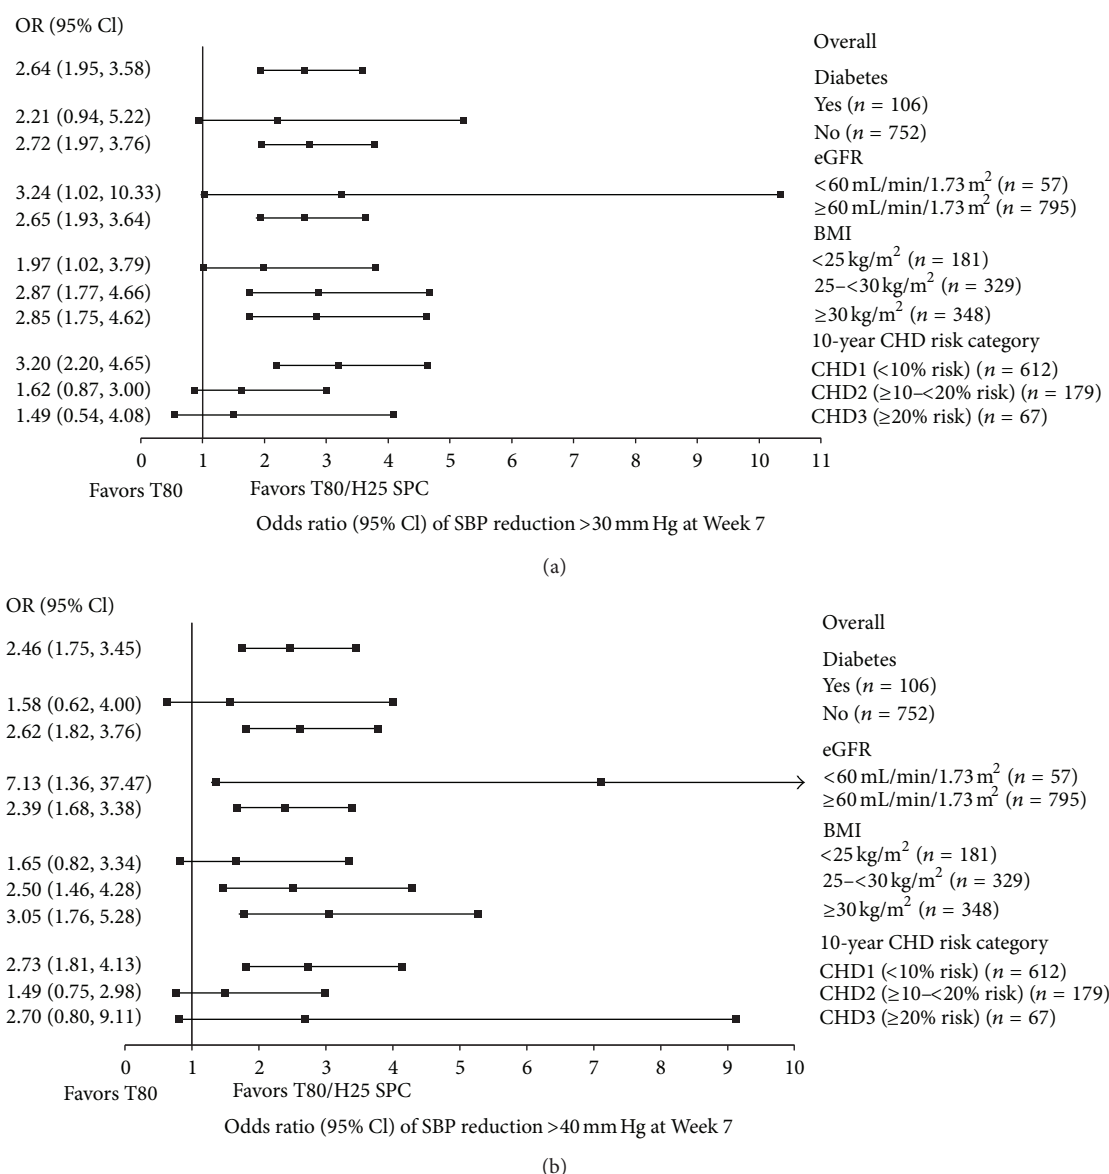 OR (95% CI)
Overall
2.64 (1.95, 3.58)
Diabetes
2.21 (0.94, 5.22)
Yes (n = 106)
2.72 (1.97, 3.76)
No (n = 752)
eGFR
3.24 (1.02, 10.33)
<60 mL/min/1.73 m² (n = 57)
2.65 (1.93, 3.64)
≥60 mL/min/1.73 m² (n = 795)
BMI
1.97 (1.02, 3.79)
<25 kg/m² (n = 181)
2.87 (1.77, 4.66)
25–<30 kg/m² (n = 329)
2.85 (1.75, 4.62)
≥30 kg/m² (n = 348)
10-year CHD risk category
3.20 (2.20, 4.65)
CHD1 (<10% risk) (n = 612)
1.62 (0.87, 3.00)
CHD2 (≥10–<20% risk) (n = 179)
1.49 (0.54, 4.08)
CHD3 (≥20% risk) (n = 67)
0 1 2 3 4 5 6 7 8 9 10 11
Favors T80 Favors T80/H25 SPC
Odds ratio (95% CI) of SBP reduction >30 mm Hg at Week 7
(a)
OR (95% CI)
Overall
2.46 (1.75, 3.45)
Diabetes
1.58 (0.62, 4.00)
Yes (n = 106)
2.62 (1.82, 3.76)
No (n = 752)
eGFR
7.13 (1.36, 37.47)
<60 mL/min/1.73 m² (n = 57)
2.39 (1.68, 3.38)
≥60 mL/min/1.73 m² (n = 795)
BMI
1.65 (0.82, 3.34)
<25 kg/m² (n = 181)
2.50 (1.46, 4.28)
25–<30 kg/m² (n = 329)
3.05 (1.76, 5.28)
≥30 kg/m² (n = 348)
10-year CHD risk category
2.73 (1.81, 4.13)
CHD1 (<10% risk) (n = 612)
1.49 (0.75, 2.98)
CHD2 (≥10–<20% risk) (n = 179)
2.70 (0.80, 9.11)
CHD3 (≥20% risk) (n = 67)
0 1 2 3 4 5 6 7 8 9 10
Favors T80 Favors T80/H25 SPC
Odds ratio (95% CI) of SBP reduction >40 mm Hg at Week 7
(b)